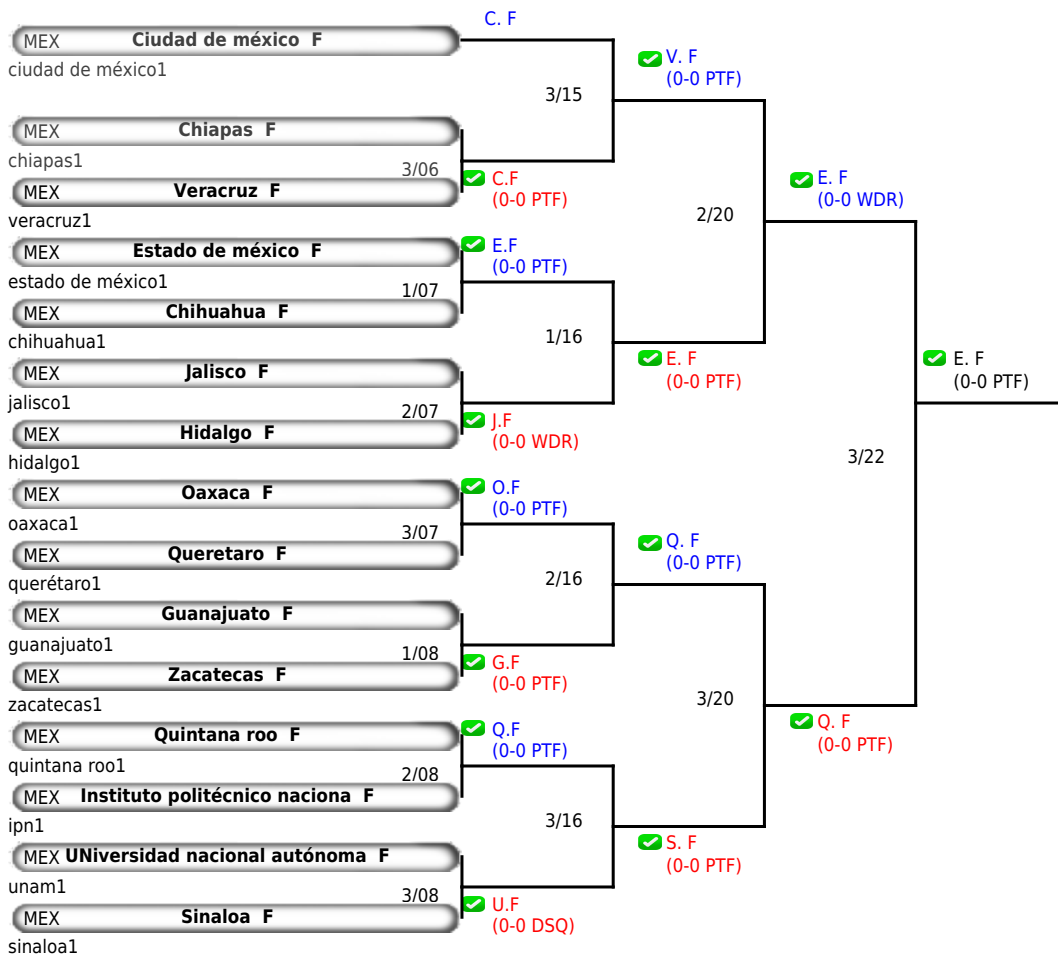 C. F
MEX Ciudad de méxico F
ciudad de méxico1
V. F
(0-0 PTF)
3/15
MEX Chiapas F
chiapas1
3/06
C.F
(0-0 PTF)
MEX Veracruz F
veracruz1
E. F
(0-0 WDR)
2/20
MEX Estado de méxico F
E.F
(0-0 PTF)
estado de méxico1
1/07
MEX Chihuahua F
chihuahua1
1/16
E. F
(0-0 PTF)
E. F
(0-0 PTF)
MEX Jalisco F
jalisco1
2/07
J.F
(0-0 WDR)
MEX Hidalgo F
hidalgo1
3/22
MEX Oaxaca F
O.F
(0-0 PTF)
oaxaca1
3/07
MEX Queretaro F
querétaro1
Q. F
(0-0 PTF)
2/16
MEX Guanajuato F
guanajuato1
1/08
G.F
(0-0 PTF)
MEX Zacatecas F
zacatecas1
3/20
Q. F
(0-0 PTF)
MEX Quintana roo F
Q.F
(0-0 PTF)
quintana roo1
2/08
MEX Instituto politécnico naciona F
ipn1
3/16
S. F
(0-0 PTF)
MEX UNiversidad nacional autónoma F
unam1
3/08
U.F
(0-0 DSQ)
MEX Sinaloa F
sinaloa1